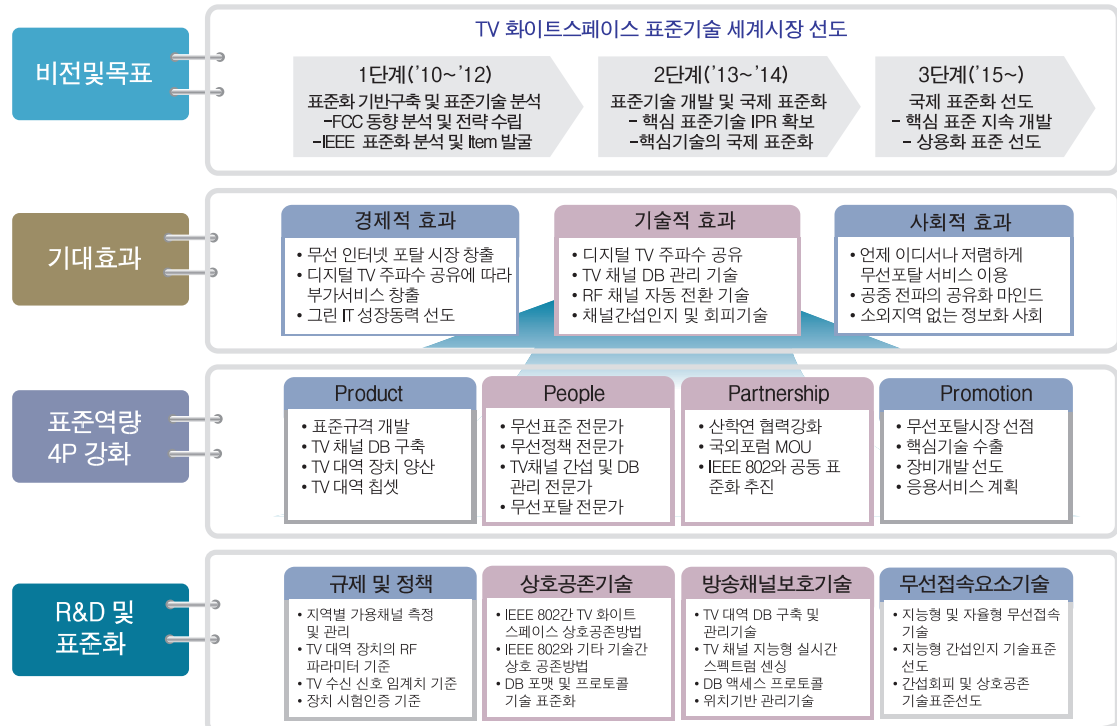 비전및목표
TV 화이트스페이스 표준기술 세계시장 선도
1단계('10~'12)
표준화 기반구축 및 표준기술 분석
-FCC 동향 분석 및 전략 수립
-IEEE 표준화 분석 및 Item 발굴
2단계('13~'14)
표준기술 개발 및 국제 표준화
- 핵심 표준기술 IPR 확보
-핵심기술의 국제 표준화
3단계('15~)
국제 표준화 선도
- 핵심 표준 지속 개발
- 상용화 표준 선도
기대효과
경제적 효과
• 무선 인터넷 포탈 시장 창출
• 디지털 TV 주파수 공유에 따라
부가서비스 창출
• 그린 IT 성장동력 선도
기술적 효과
• 디지털 TV 주파수 공유
• TV 채널 DB 관리 기술
• RF 채널 자동 전환 기술
• 채널간섭인지 및 회피기술
사회적 효과
• 언제 이디서나 저렴하게
무선포탈 서비스 이용
• 공중 전파의 공유화 마인드
• 소외지역 없는 정보화 사회
표준역량
4P 강화
Product
• 표준규격 개발
• TV 채널 DB 구축
• TV 대역 장치 양산
• TV 대역 칩셋
People
• 무선표준 전문가
• 무선정책 전문가
• TV채널 간섭 및 DB
관리 전문가
• 무선포탈 전문가
Partnership
• 산학연 협력강화
• 국외포럼 MOU
• IEEE 802와 공동 표
준화 추진
Promotion
• 무선포탈시장 선점
• 핵심기술 수출
• 장비개발 선도
• 응용서비스 계획
R&D 및
표준화
규제 및 정책
• 지역별 가용채널 측정
및 관리
• TV 대역 장치의 RF
파라미터 기준
• TV 수신 신호 임계치 기준
• 장치 시험인증 기준
상호공존기술
• IEEE 802간 TV 화이트
스페이스 상호공존방법
• IEEE 802와 기타 기술간
상호 공존방법
• DB 포맷 및 프로토콜
기술 표준화
방송채널보호기술
• TV 대역 DB 구축 및
관리기술
• TV 채널 지능형 실시간
스펙트럼 센싱
• DB 액세스 프로토콜
• 위치기반 관리기술
무선접속요소기술
• 지능형 및 자율형 무선접속
기술
• 지능형 간섭인지 기술표준
선도
• 간섭회피 및 상호공존
기술표준선도